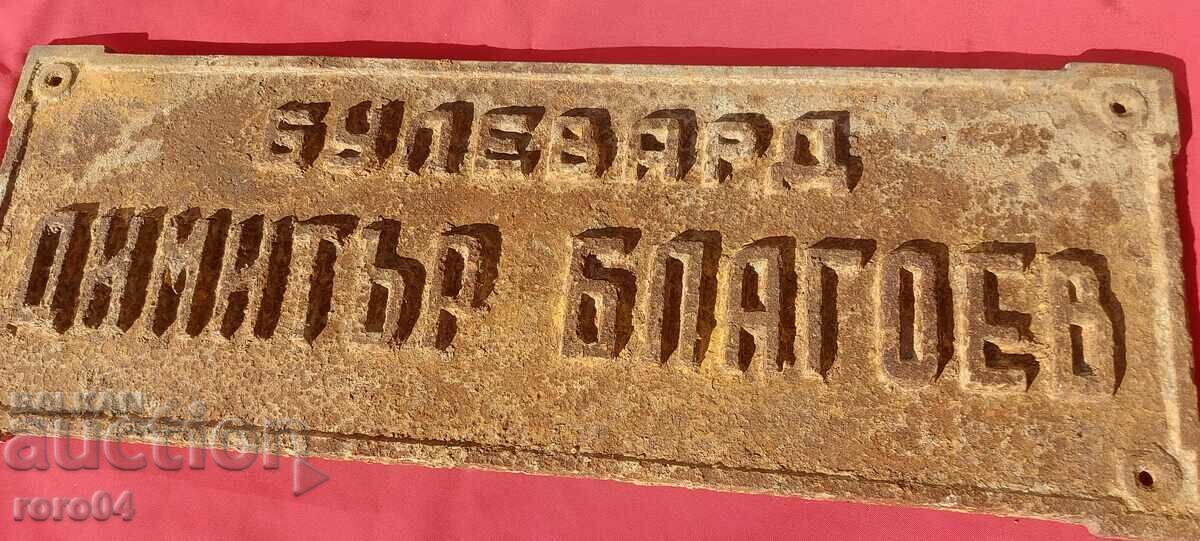 БУЛЕВАРД
ДИМИТЪР БЛАГОЕВ
BALKAN
auction
roro04